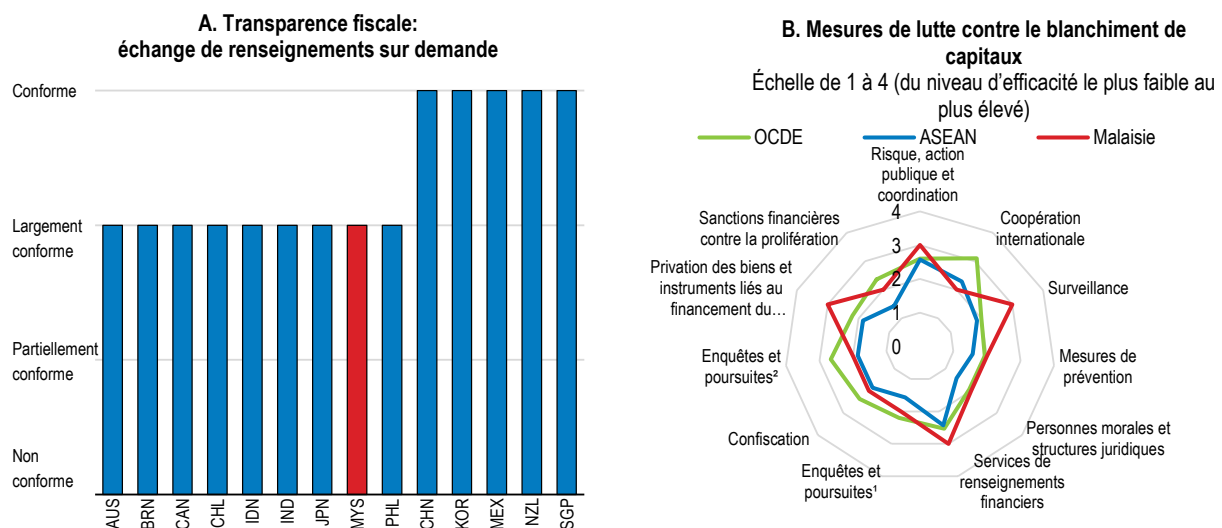 A. Transparence fiscale:
échange de renseignements sur demande
Conforme
Largement
conforme
Partiellement
conforme
Non
conforme
AUS
BRN
CAN
CHL
IDN
IND
JPN
MYS
PHL
CHN
KOR
MEX
NZL
SGP
B. Mesures de lutte contre le blanchiment de
capitaux
Échelle de 1 à 4 (du niveau d'efficacité le plus faible au
plus élevé)
OCDE
ASEAN
Malaisie
Risque, action
publique et
coordination
Coopération
internationale
Surveillance
Mesures de
prévention
Personnes morales et
structures juridiques
Services de
renseignements
financiers
Enquêtes et
poursuites¹
Confiscation
Enquêtes et
poursuites²
Privation des biens et
instruments liés au
financement du…
Sanctions financières
contre la prolifération
4
3
2
1
0